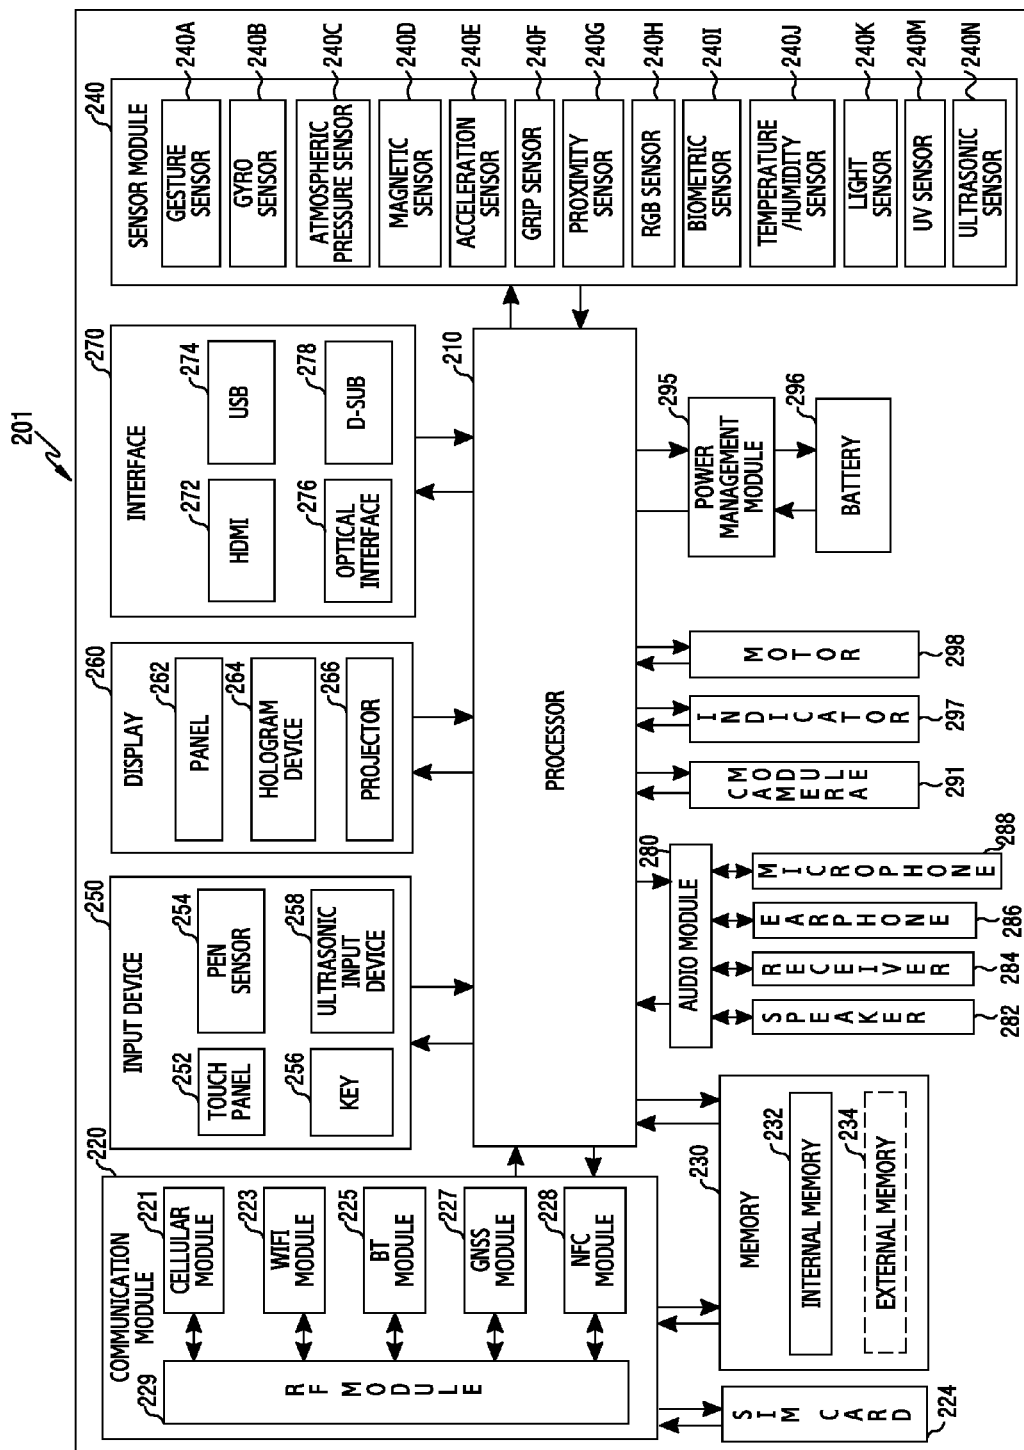 201
COMMUNICATION
MODULE
220
229
RF MODULE
221
CELLULAR
MODULE
223
WIFI
MODULE
225
BT
MODULE
227
GNSS
MODULE
228
NFC
MODULE
SIM CARD
224
INPUT DEVICE
250
252
TOUCH
PANEL
254
PEN
SENSOR
256
KEY
258
ULTRASONIC
INPUT
DEVICE
DISPLAY
260
262
PANEL
264
HOLOGRAM
DEVICE
266
PROJECTOR
INTERFACE
270
272
HDMI
274
USB
276
OPTICAL
INTERFACE
278
D-SUB
240
SENSOR MODULE
GESTURE
SENSOR
240A
GYRO
SENSOR
240B
ATMOSPHERIC
PRESSURE SENSOR
240C
MAGNETIC
SENSOR
240D
ACCELERATION
SENSOR
240E
GRIP SENSOR
240F
PROXIMITY
SENSOR
240G
RGB SENSOR
240H
BIOMETRIC
SENSOR
240I
TEMPERATURE
/HUMIDITY
SENSOR
240J
LIGHT
SENSOR
240K
UV SENSOR
240M
ULTRASONIC
SENSOR
240N
210
PROCESSOR
230
MEMORY
232
INTERNAL MEMORY
234
EXTERNAL MEMORY
280
AUDIO MODULE
SPEAKER
282
RECEIVER
284
EARPHONE
286
MICROPHONE
288
CAMERA
MODULE
291
INDICATOR
297
MOTOR
298
295
POWER
MANAGEMENT
MODULE
296
BATTERY